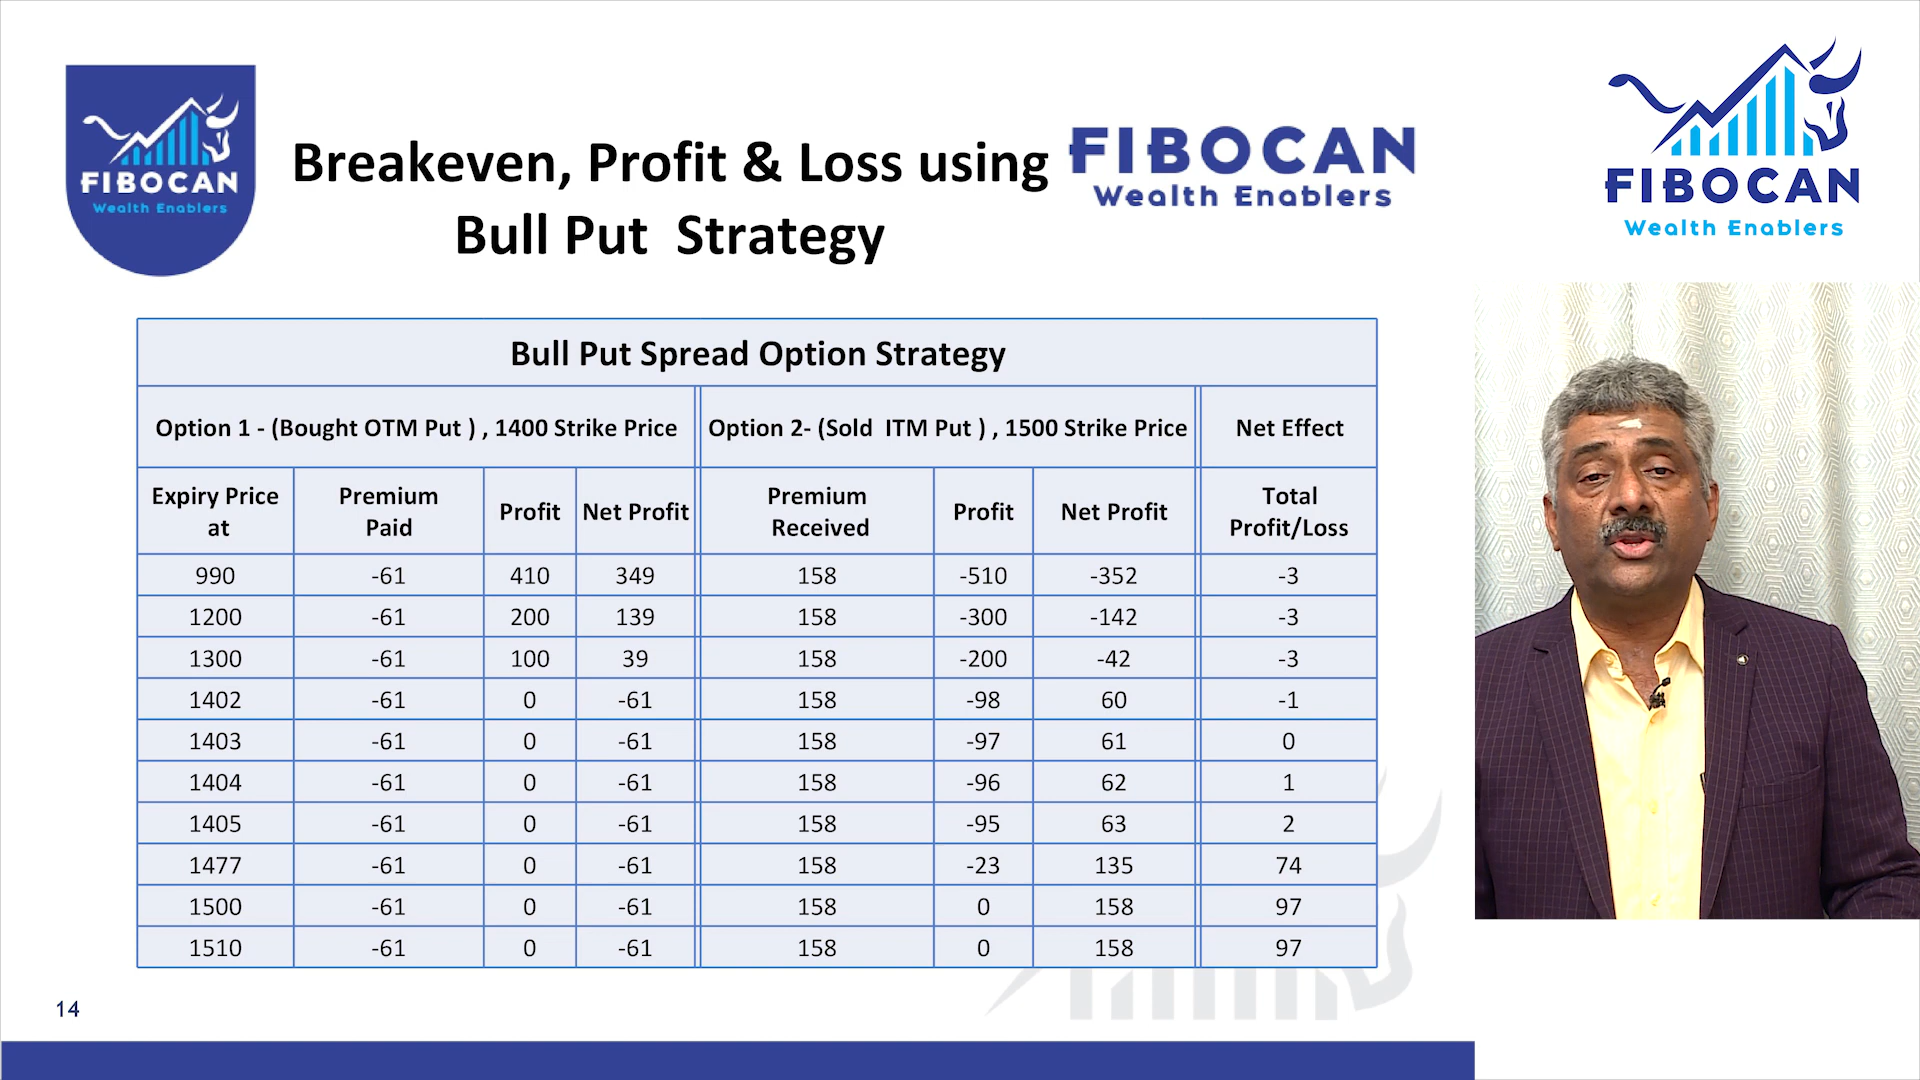 FIBOCAN
Wealth Enablers
Breakeven, Profit & Loss using
Bull Put Strategy
FIBOCAN
Wealth Enablers
FIBOCAN
Wealth Enablers
Bull Put Spread Option Strategy
Option 1 - (Bought OTM Put ) , 1400 Strike Price Option 2- (Sold ITM Put ) , 1500 Strike Price Net Effect
Expiry Price at Premium Paid Profit Net Profit Premium Received Profit Net Profit Total Profit/Loss
990 -61 410 349 158 -510 -352 -3
1200 -61 200 139 158 -300 -142 -3
1300 -61 100 39 158 -200 -42 -3
1402 -61 0 -61 158 -98 60 -1
1403 -61 0 -61 158 -97 61 0
1404 -61 0 -61 158 -96 62 1
1405 -61 0 -61 158 -95 63 2
1477 -61 0 -61 158 -23 135 74
1500 -61 0 -61 158 0 158 97
1510 -61 0 -61 158 0 158 97
14